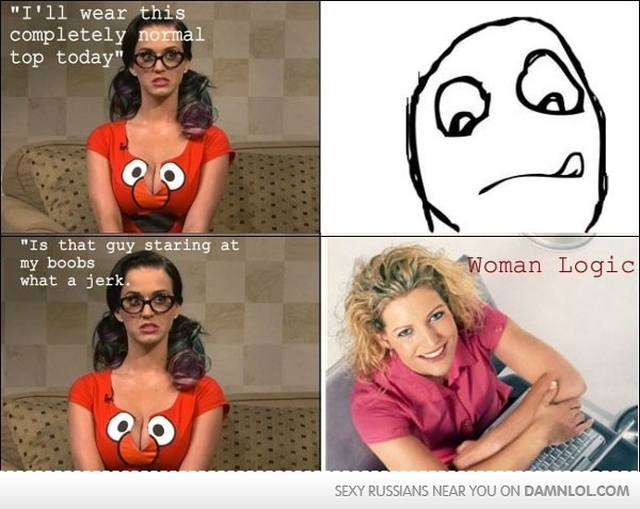 "I'll wear this
completely normal
top today"
"Is that guy staring at
my boobs
what a jerk.
Woman Logic
SEXY RUSSIANS NEAR YOU ON DAMNLOL.COM